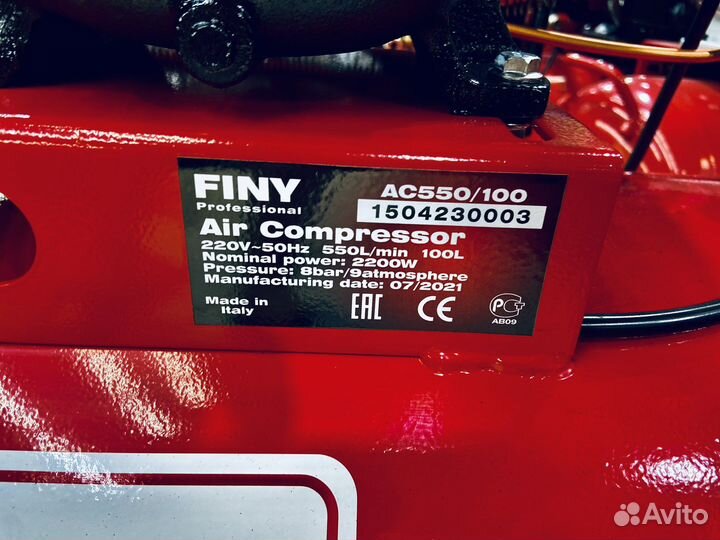 FINY
Professional
AC550/100
1504230003
Air Compressor
220V~50Hz 550L/min 100L
Nominal power: 2200W
Pressure: 8bar/9atmosphere
Manufacturing date: 07/2021
Made in
Italy
EAC CE PCT
AB09
Avito